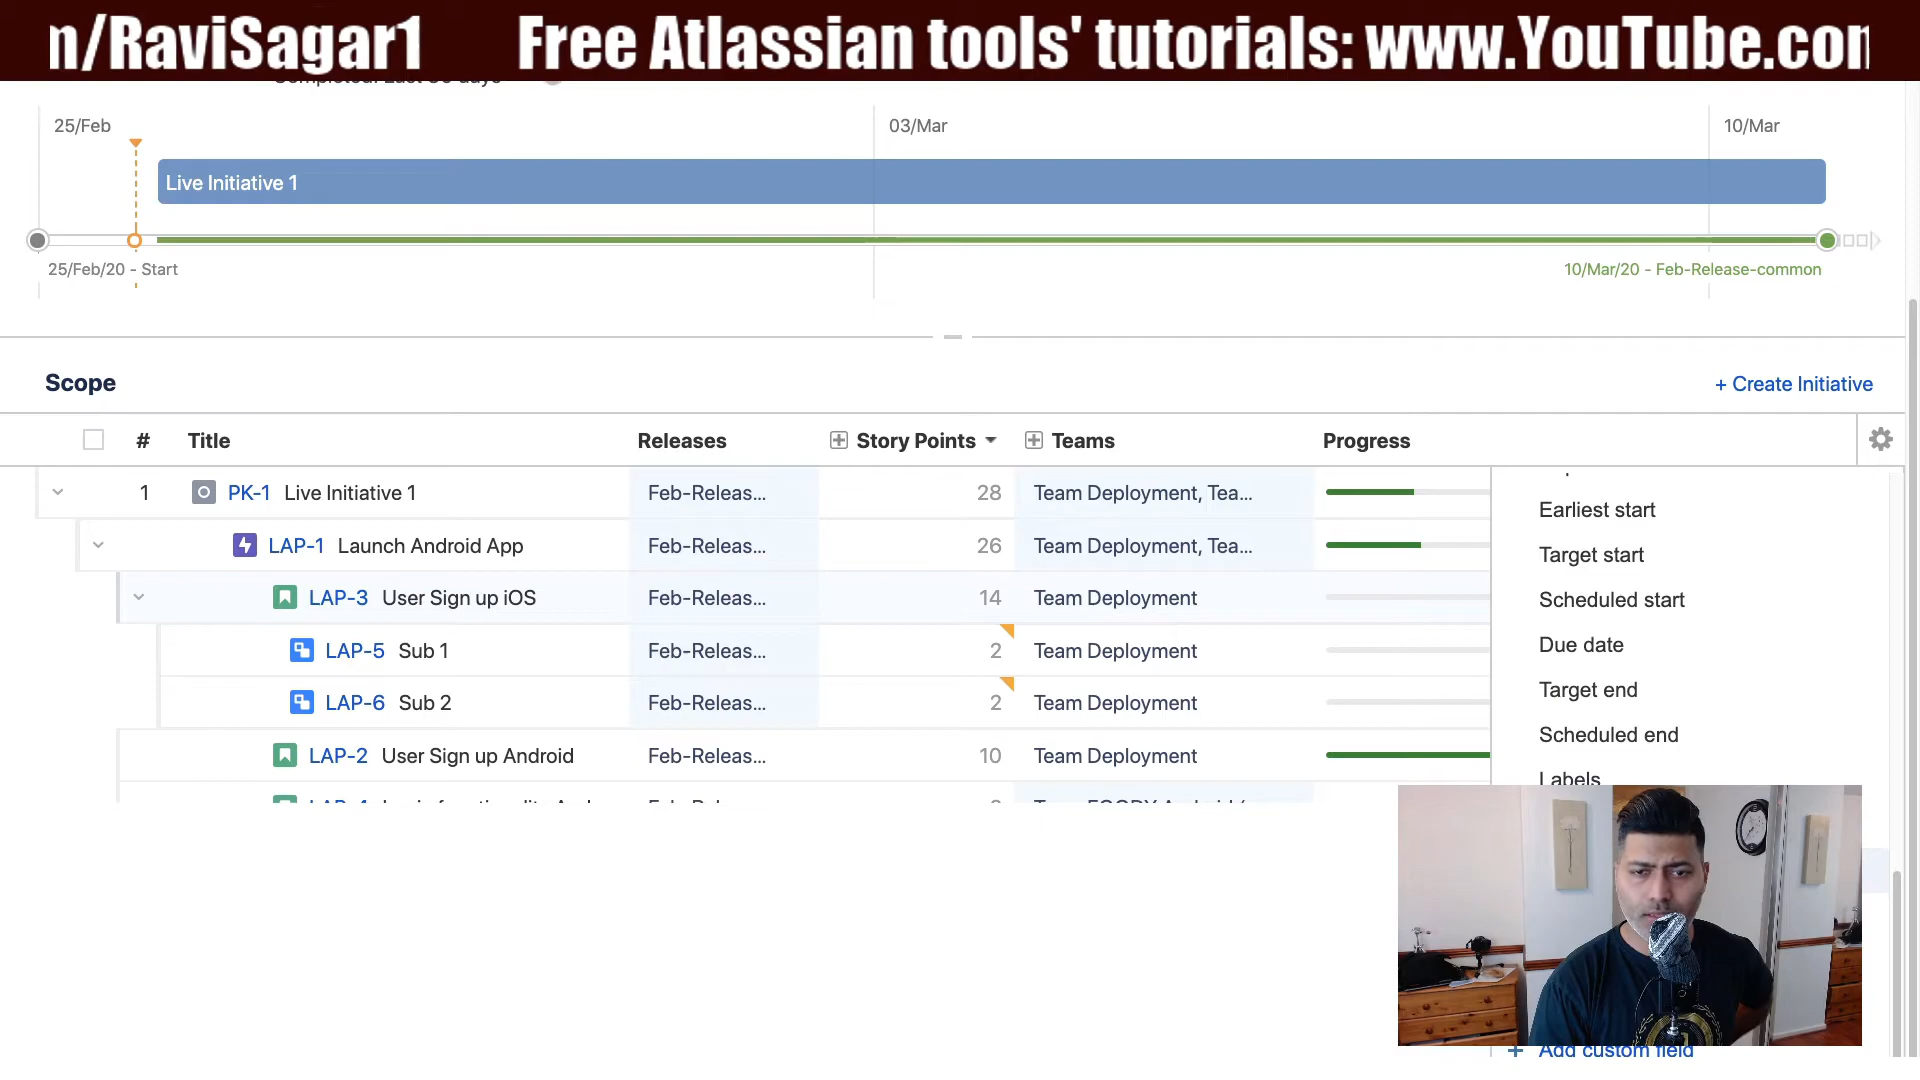 n/RaviSagar1 Free Atlassian tools' tutorials: www.YouTube.con
Completed: Last 30 days
25/Feb 03/Mar 10/Mar
Live Initiative 1
25/Feb/20 - Start 10/Mar/20 - Feb-Release-common
Scope + Create Initiative
# Title Releases Story Points Teams Progress
1 PK-1 Live Initiative 1 Feb-Releas... 28 Team Deployment, Tea...
Earliest start
LAP-1 Launch Android App Feb-Releas... 26 Team Deployment, Tea...
Target start
LAP-3 User Sign up iOS Feb-Releas... 14 Team Deployment
Scheduled start
LAP-5 Sub 1 Feb-Releas... 2 Team Deployment
Due date
LAP-6 Sub 2 Feb-Releas... 2 Team Deployment
Target end
Scheduled end
LAP-2 User Sign up Android Feb-Releas... 10 Team Deployment
Labels
+ Add custom field